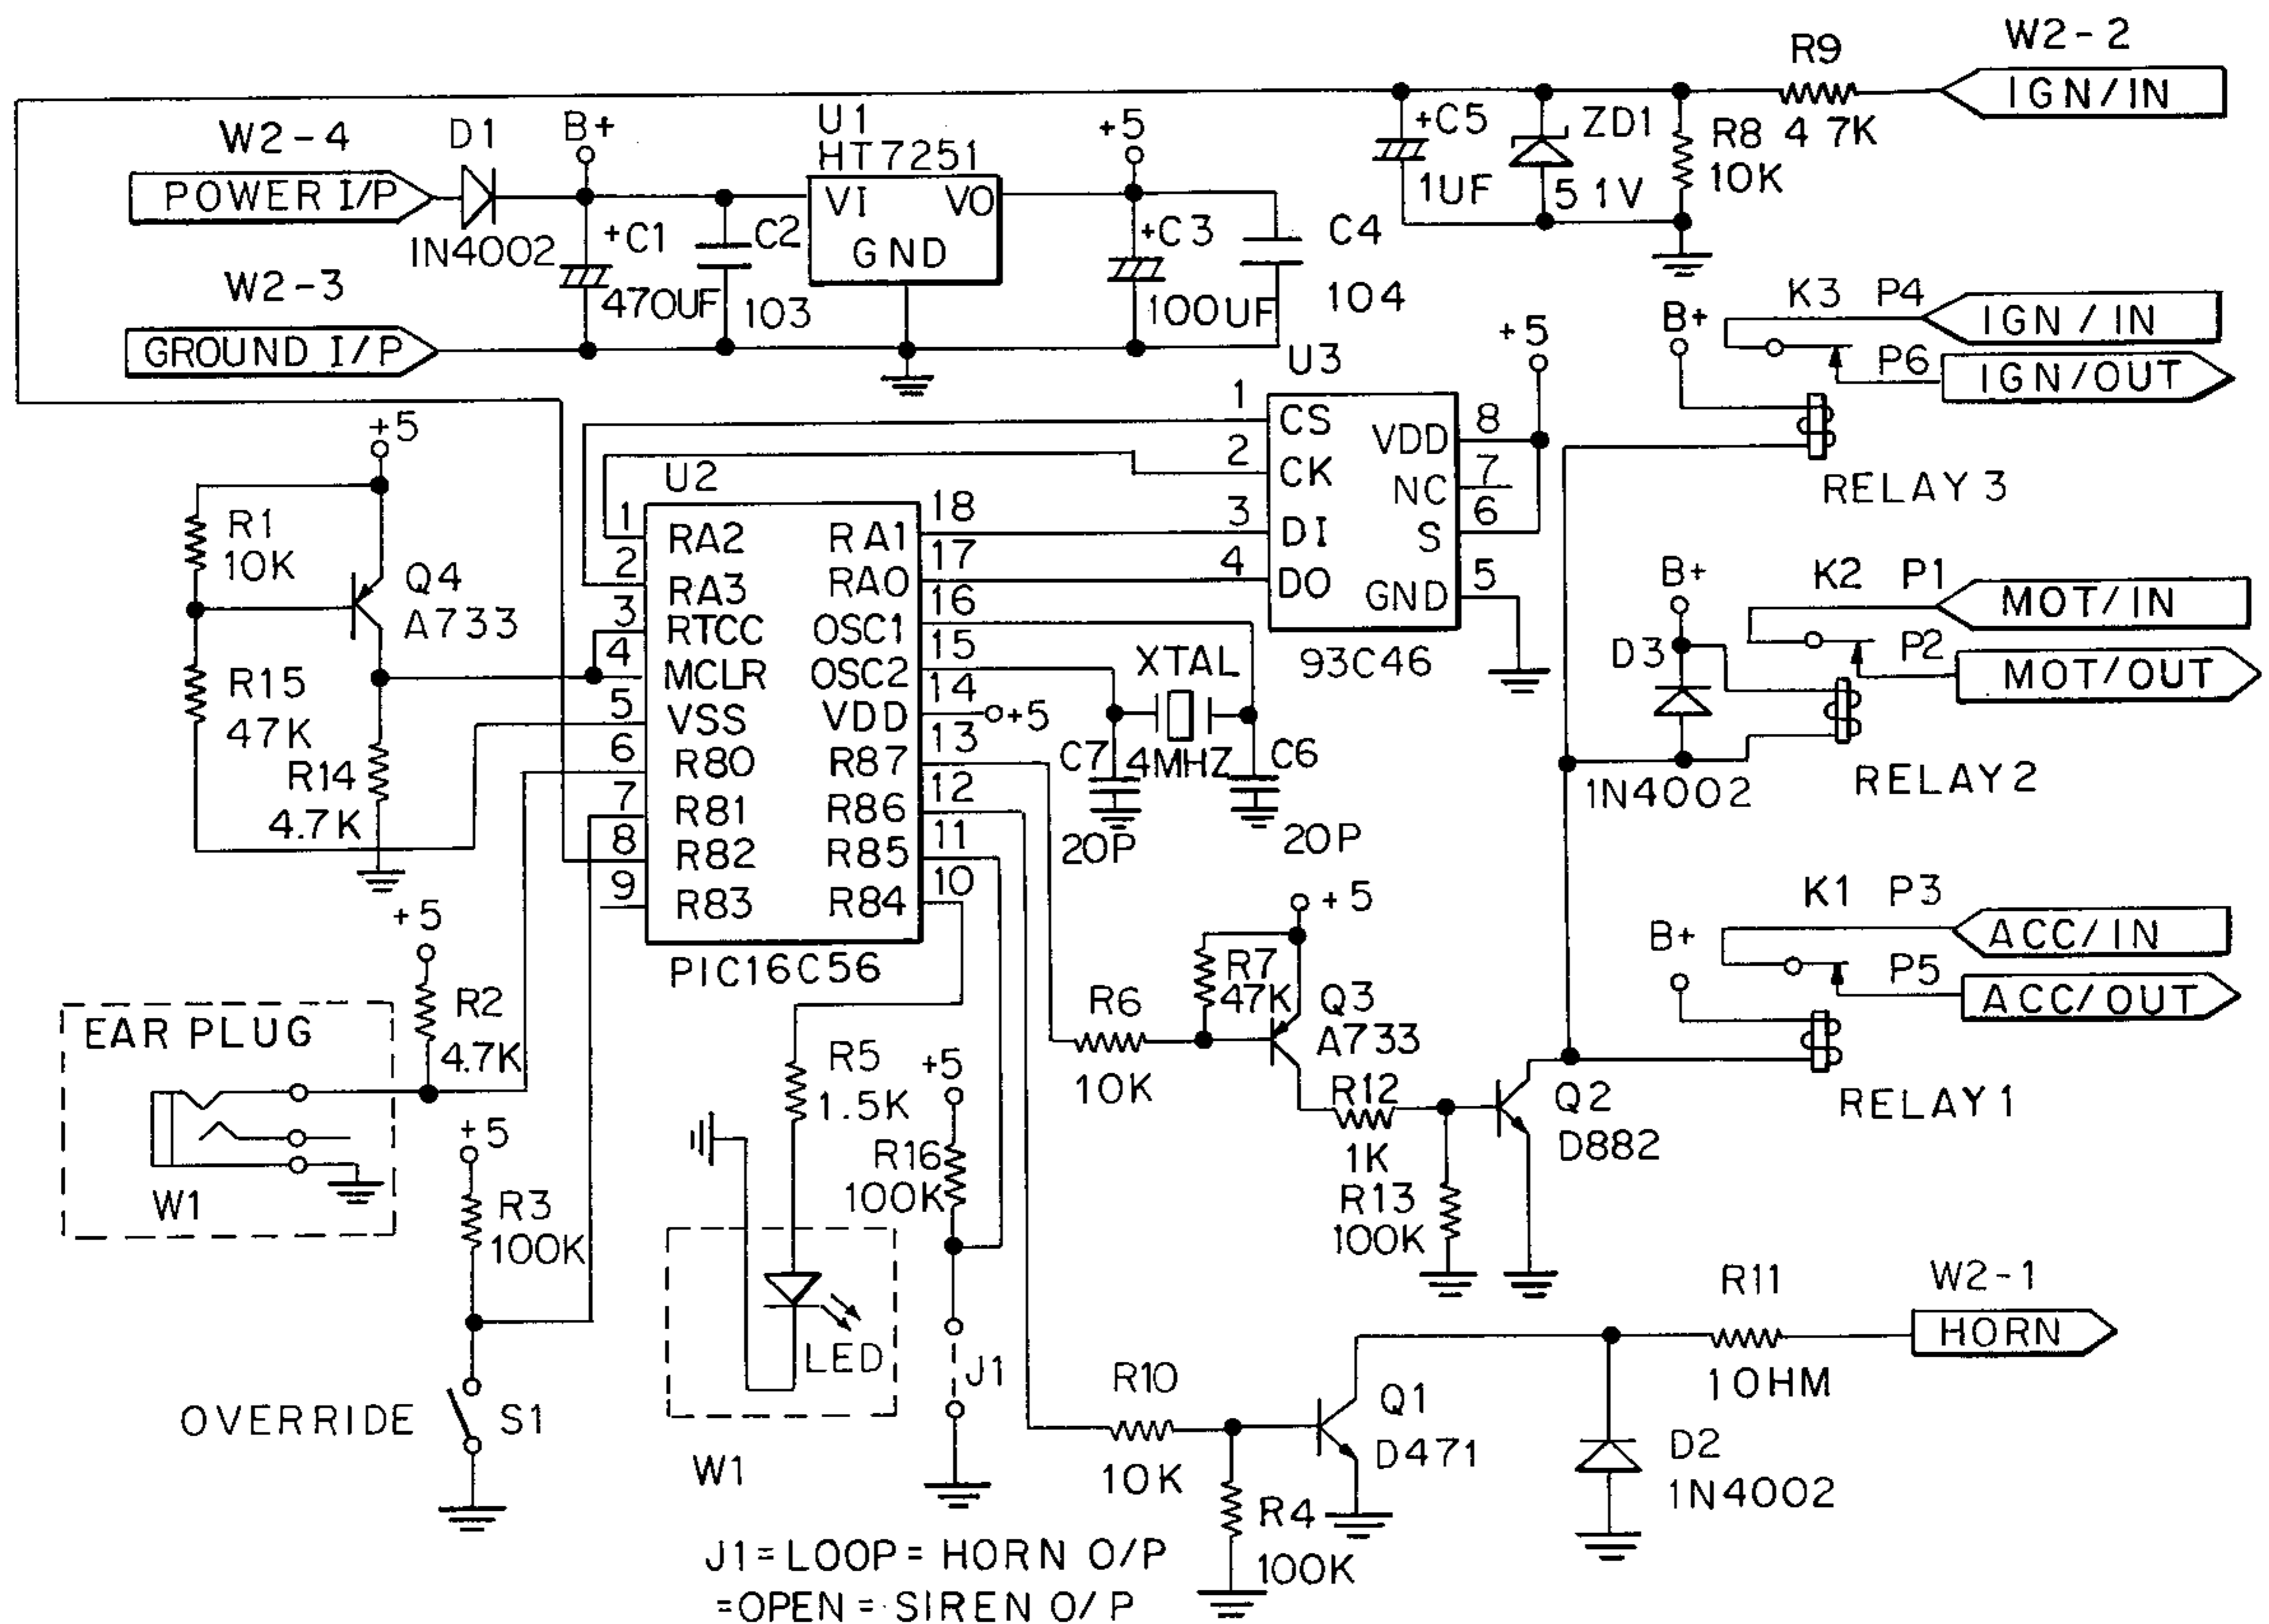 W2-2
R9
IGN/IN
W2-4
D1
B+
U1
HT7251
+5
+C5
ZD1
R8
4 7K
10K
POWER I/P
VI
VO
GND
1UF
5 1V
1N4002
+C1
C2
+C3
C4
W2-3
470UF
103
100UF
104
GROUND I/P
U3
+5
B+
K3
P4
IGN/IN
P6
IGN/OUT
+5
1
CS
VDD
8
2
CK
7
NC
U2
RELAY 3
R1
10K
1
RA2
RA1
18
3
DI
S
6
2
RA3
RA0
17
4
DO
GND
5
Q4
A733
3
RTCC
OSC1
16
93C46
B+
K2
P1
MOT/IN
D3
P2
MOT/OUT
4
MCLR
OSC2
15
XTAL
R15
47K
5
VSS
VDD
14
+5
6
R80
R87
13
C7
4MHZ
C6
R14
4.7K
7
R81
R86
12
1N4002
RELAY 2
8
R82
R85
11
20P
20P
9
R83
R84
10
+5
PIC16C56
+5
K1
P3
ACC/IN
B+
P5
ACC/OUT
R7
47K
Q3
A733
R6
10K
EAR PLUG
R2
4.7K
R5
1.5K
+5
R12
1K
Q2
D882
RELAY 1
W1
+5
R3
100K
R16
100K
R13
100K
R11
W2-1
HORN
1OHM
LED
J1
OVERRIDE
S1
R10
10K
Q1
D471
D2
1N4002
W1
R4
100K
J1=LOOP=HORN O/P
=OPEN=SIREN O/P